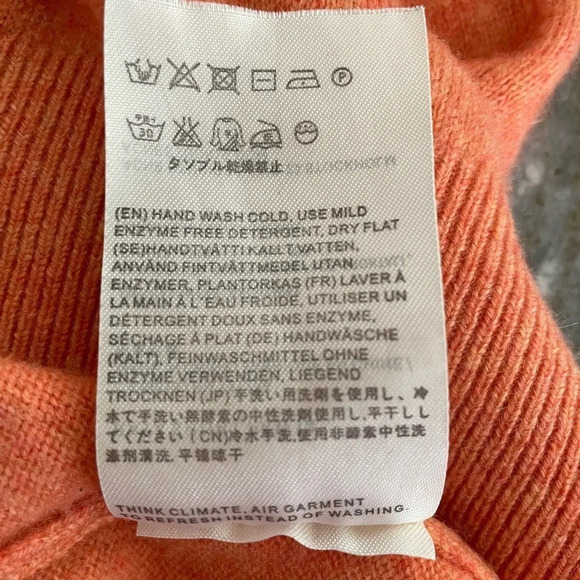 P
手洗イ
30
タンブル乾燥禁止
(EN) HAND WASH COLD, USE MILD
ENZYME FREE DETERGENT, DRY FLAT
(SE)HANDTVÄTT I KALLT VATTEN,
ANVÄND FINTVÄTTMEDEL UTAN
ENZYMER, PLANTORKAS (FR) LAVER À
LA MAIN À L'EAU FROIDE, UTILISER UN
DÉTERGENT DOUX SANS ENZYME,
SÉCHAGE À PLAT (DE) HANDWÄSCHE
(KALT), FEINWASCHMITTEL OHNE
ENZYME VERWENDEN, LIEGEND
TROCKNEN (JP) 手洗い用洗剤を使用し、冷
水で手洗い無酵素の中性洗剤使用し,平干しし
てください (CN)冷水手洗,使用非酵素中性洗
涤剂清洗, 平铺晾干
THINK CLIMATE, AIR GARMENT
TO REFRESH INSTEAD OF WASHING.